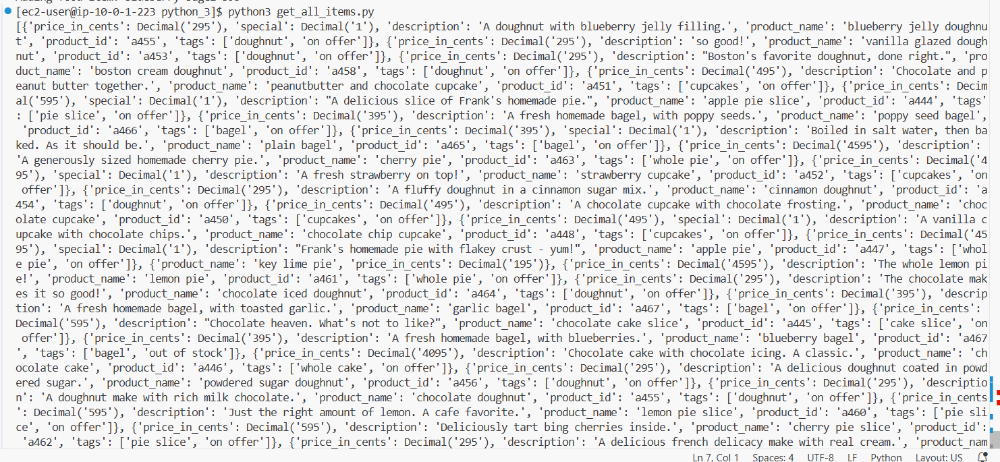 [ec2-user@ip-10-0-1-223 python_3]$ python3 get_all_items.py
[{'price_in_cents': Decimal('295'), 'special': Decimal('1'), 'description': 'A doughnut with blueberry jelly filling.', 'product_name': 'blueberry jelly doughnu
t', 'product_id': 'a455', 'tags': ['doughnut', 'on offer']}, {'price_in_cents': Decimal('295'), 'description': 'so good!', 'product_name': 'vanilla glazed dough
nut', 'product_id': 'a453', 'tags': ['doughnut', 'on offer']}, {'price_in_cents': Decimal('295'), 'description': "Boston's favorite doughnut, done right.", 'pro
duct_name': 'boston cream doughnut', 'product_id': 'a458', 'tags': ['doughnut', 'on offer']}, {'price_in_cents': Decimal('495'), 'description': 'Chocolate and p
eanut butter together.', 'product_name': 'peanutbutter and chocolate cupcake', 'product_id': 'a451', 'tags': ['cupcakes', 'on offer']}, {'price_in_cents': Decim
al('595'), 'special': Decimal('1'), 'description': "A delicious slice of Frank's homemade pie.", 'product_name': 'apple pie slice', 'product_id': 'a444', 'tags'
: ['pie slice', 'on offer']}, {'price_in_cents': Decimal('395'), 'description': 'A fresh homemade bagel, with poppy seeds.', 'product_name': 'poppy seed bagel',
'product_id': 'a466', 'tags': ['bagel', 'on offer']}, {'price_in_cents': Decimal('395'), 'special': Decimal('1'), 'description': 'Boiled in salt water, then ba
ked. As it should be.', 'product_name': 'plain bagel', 'product_id': 'a465', 'tags': ['bagel', 'on offer']}, {'price_in_cents': Decimal('4595'), 'description':
'A generously sized homemade cherry pie.', 'product_name': 'cherry pie', 'product_id': 'a463', 'tags': ['whole pie', 'on offer']}, {'price_in_cents': Decimal('4
95'), 'special': Decimal('1'), 'description': 'A fresh strawberry on top!', 'product_name': 'strawberry cupcake', 'product_id': 'a452', 'tags': ['cupcakes', 'on
offer']}, {'price_in_cents': Decimal('295'), 'description': 'A fluffy doughnut in a cinnamon sugar mix.', 'product_name': 'cinnamon doughnut', 'product_id': 'a
454', 'tags': ['doughnut', 'on offer']}, {'price_in_cents': Decimal('495'), 'description': 'A chocolate cupcake with chocolate frosting.', 'product_name': 'choc
olate cupcake', 'product_id': 'a450', 'tags': ['cupcakes', 'on offer']}, {'price_in_cents': Decimal('495'), 'special': Decimal('1'), 'description': 'A vanilla c
upcake with chocolate chips.', 'product_name': 'chocolate chip cupcake', 'product_id': 'a448', 'tags': ['cupcakes', 'on offer']}, {'price_in_cents': Decimal('45
95'), 'special': Decimal('1'), 'description': "Frank's homemade pie with flakey crust - yum!", 'product_name': 'apple pie', 'product_id': 'a447', 'tags': ['whol
e pie', 'on offer']}, {'product_name': 'key lime pie', 'price_in_cents': Decimal('195')}, {'price_in_cents': Decimal('4595'), 'description': 'The whole lemon pi
e!', 'product_name': 'lemon pie', 'product_id': 'a461', 'tags': ['whole pie', 'on offer']}, {'price_in_cents': Decimal('295'), 'description': 'The chocolate mak
es it so good!', 'product_name': 'chocolate iced doughnut', 'product_id': 'a464', 'tags': ['doughnut', 'on offer']}, {'price_in_cents': Decimal('395'), 'descrip
tion': 'A fresh homemade bagel, with toasted garlic.', 'product_name': 'garlic bagel', 'product_id': 'a467', 'tags': ['bagel', 'on offer']}, {'price_in_cents':
Decimal('595'), 'description': "Chocolate heaven. What's not to like?", 'product_name': 'chocolate cake slice', 'product_id': 'a445', 'tags': ['cake slice', 'on
offer']}, {'price_in_cents': Decimal('395'), 'description': 'A fresh homemade bagel, with blueberries.', 'product_name': 'blueberry bagel', 'product_id': 'a467
', 'tags': ['bagel', 'out of stock']}, {'price_in_cents': Decimal('4095'), 'description': 'Chocolate cake with chocolate icing. A classic.', 'product_name': 'ch
ocolate cake', 'product_id': 'a446', 'tags': ['whole cake', 'on offer']}, {'price_in_cents': Decimal('295'), 'description': 'A delicious doughnut coated in powd
ered sugar.', 'product_name': 'powdered sugar doughnut', 'product_id': 'a456', 'tags': ['doughnut', 'on offer']}, {'price_in_cents': Decimal('295'), 'descriptio
n': 'A doughnut make with rich milk chocolate.', 'product_name': 'chocolate doughnut', 'product_id': 'a455', 'tags': ['doughnut', 'on offer']}, {'price_in_cents
': Decimal('595'), 'description': 'Just the right amount of lemon. A cafe favorite.', 'product_name': 'lemon pie slice', 'product_id': 'a460', 'tags': ['pie sli
ce', 'on offer']}, {'price_in_cents': Decimal('595'), 'description': 'Deliciously tart bing cherries inside.', 'product_name': 'cherry pie slice', 'product_id':
'a462', 'tags': ['pie slice', 'on offer']}, {'price_in_cents': Decimal('295'), 'description': 'A delicious french delicacy make with real cream.', 'product_nam
Ln 7, Col 1 Spaces: 4 UTF-8 LF Python Layout: US